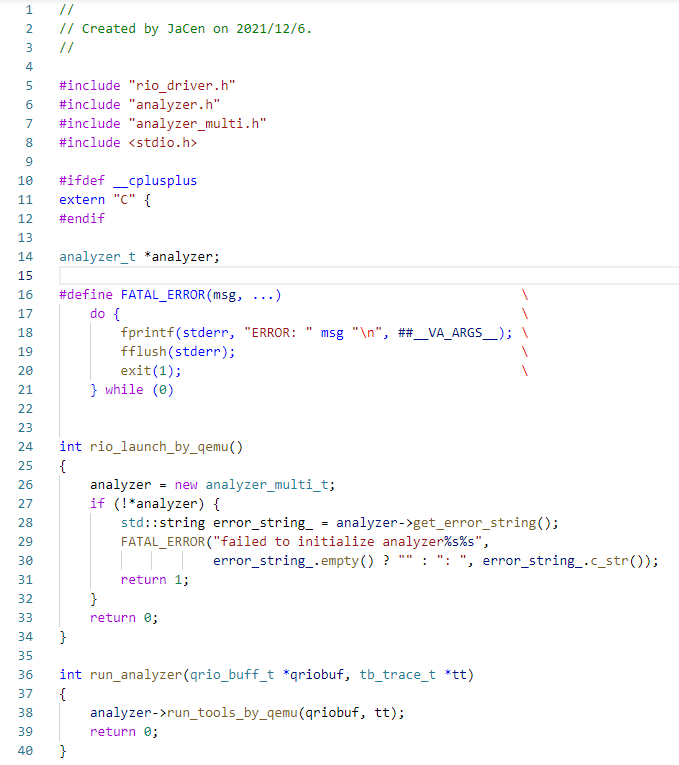 1 //
2 // Created by JaCen on 2021/12/6.
3 //
4
5 #include "rio_driver.h"
6 #include "analyzer.h"
7 #include "analyzer_multi.h"
8 #include <stdio.h>
9
10 #ifdef __cplusplus
11 extern "C" {
12 #endif
13
14 analyzer_t *analyzer;
15
16 #define FATAL_ERROR(msg, ...) \
17     do { \
18         fprintf(stderr, "ERROR: " msg "\n", ##__VA_ARGS__); \
19         fflush(stderr); \
20         exit(1); \
21     } while (0)
22
23
24 int rio_launch_by_qemu()
25 {
26     analyzer = new analyzer_multi_t;
27     if (!*analyzer) {
28         std::string error_string_ = analyzer->get_error_string();
29         FATAL_ERROR("failed to initialize analyzer%s%s",
30                     error_string_.empty() ? "" : ": ", error_string_.c_str());
31         return 1;
32     }
33     return 0;
34 }
35
36 int run_analyzer(qrio_buff_t *qriobuf, tb_trace_t *tt)
37 {
38     analyzer->run_tools_by_qemu(qriobuf, tt);
39     return 0;
40 }